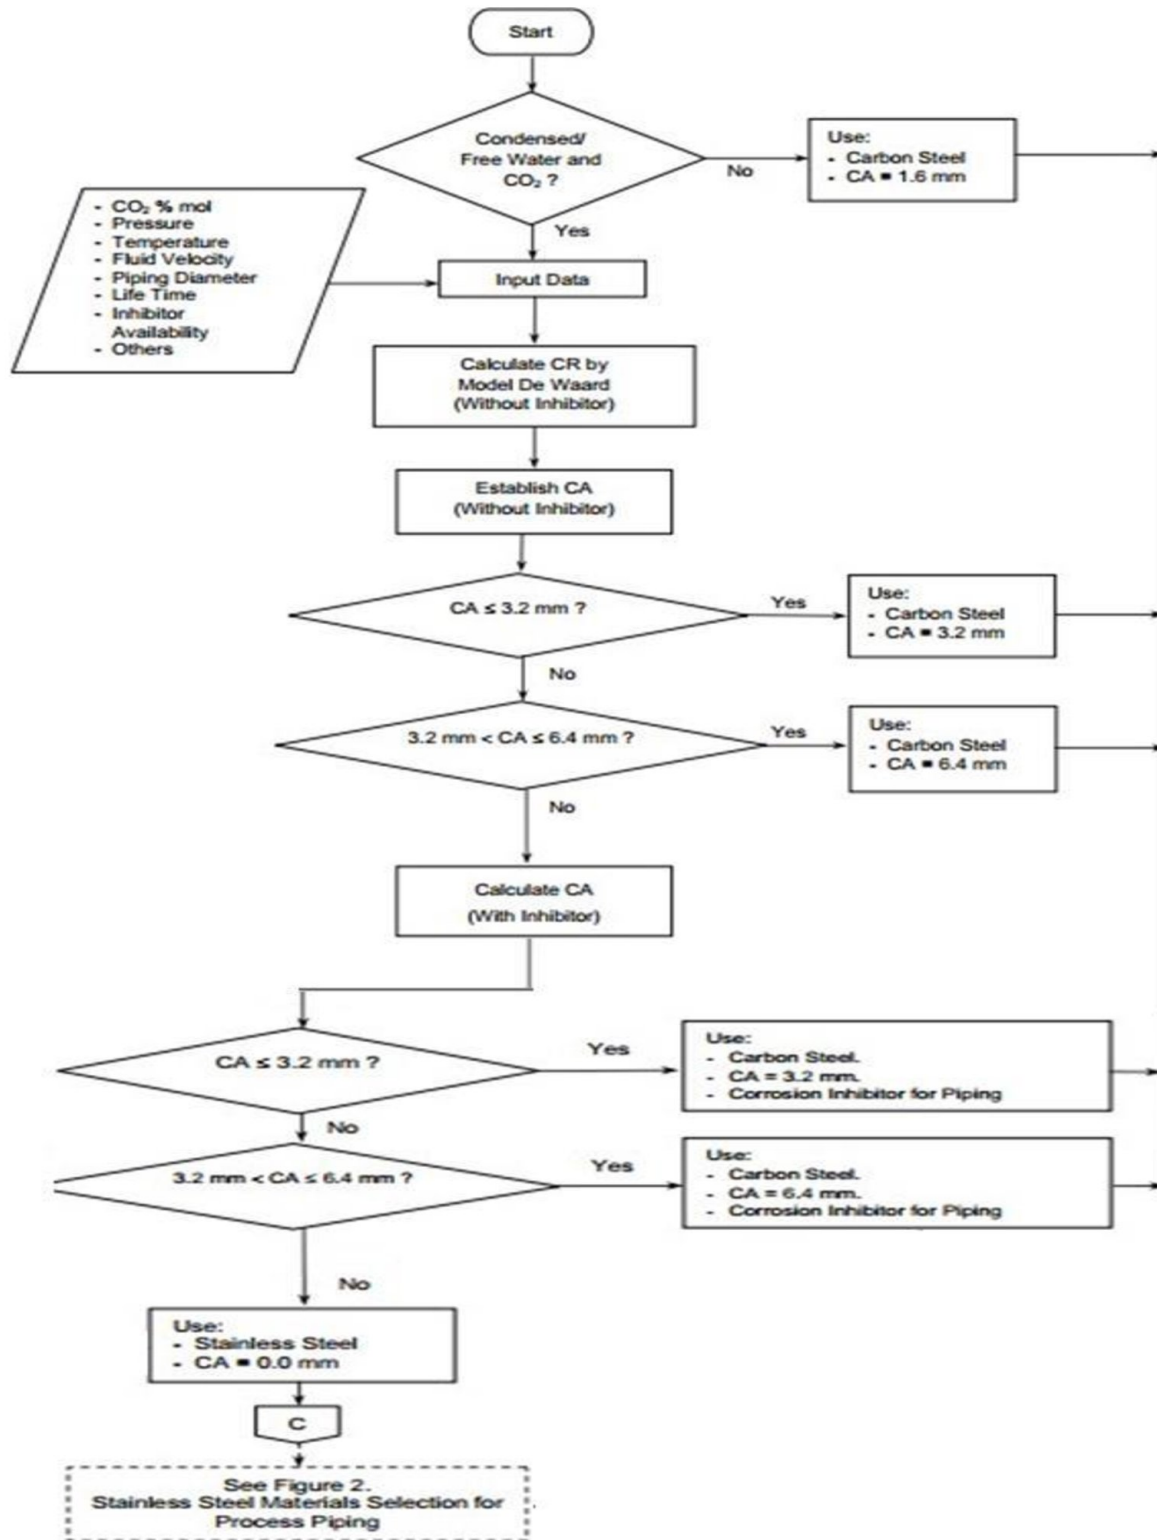 Start
Condensed/
Free Water and
CO₂ ?
No
Use:
- Carbon Steel
- CA = 1.6 mm
Yes
- CO₂ % mol
- Pressure
- Temperature
- Fluid Velocity
- Piping Diameter
- Life Time
- Inhibitor
Availability
- Others
Input Data
Calculate CR by
Model De Waard
(Without Inhibitor)
Establish CA
(Without Inhibitor)
CA ≤ 3.2 mm ?
Yes
Use:
- Carbon Steel
- CA = 3.2 mm
No
3.2 mm < CA ≤ 6.4 mm ?
Yes
Use:
- Carbon Steel
- CA = 6.4 mm
No
Calculate CA
(With Inhibitor)
CA ≤ 3.2 mm ?
Yes
Use:
- Carbon Steel.
- CA = 3.2 mm.
- Corrosion Inhibitor for Piping
No
3.2 mm < CA ≤ 6.4 mm ?
Yes
Use:
- Carbon Steel.
- CA = 6.4 mm.
- Corrosion Inhibitor for Piping
No
Use:
- Stainless Steel
- CA = 0.0 mm
C
See Figure 2.
Stainless Steel Materials Selection for
Process Piping